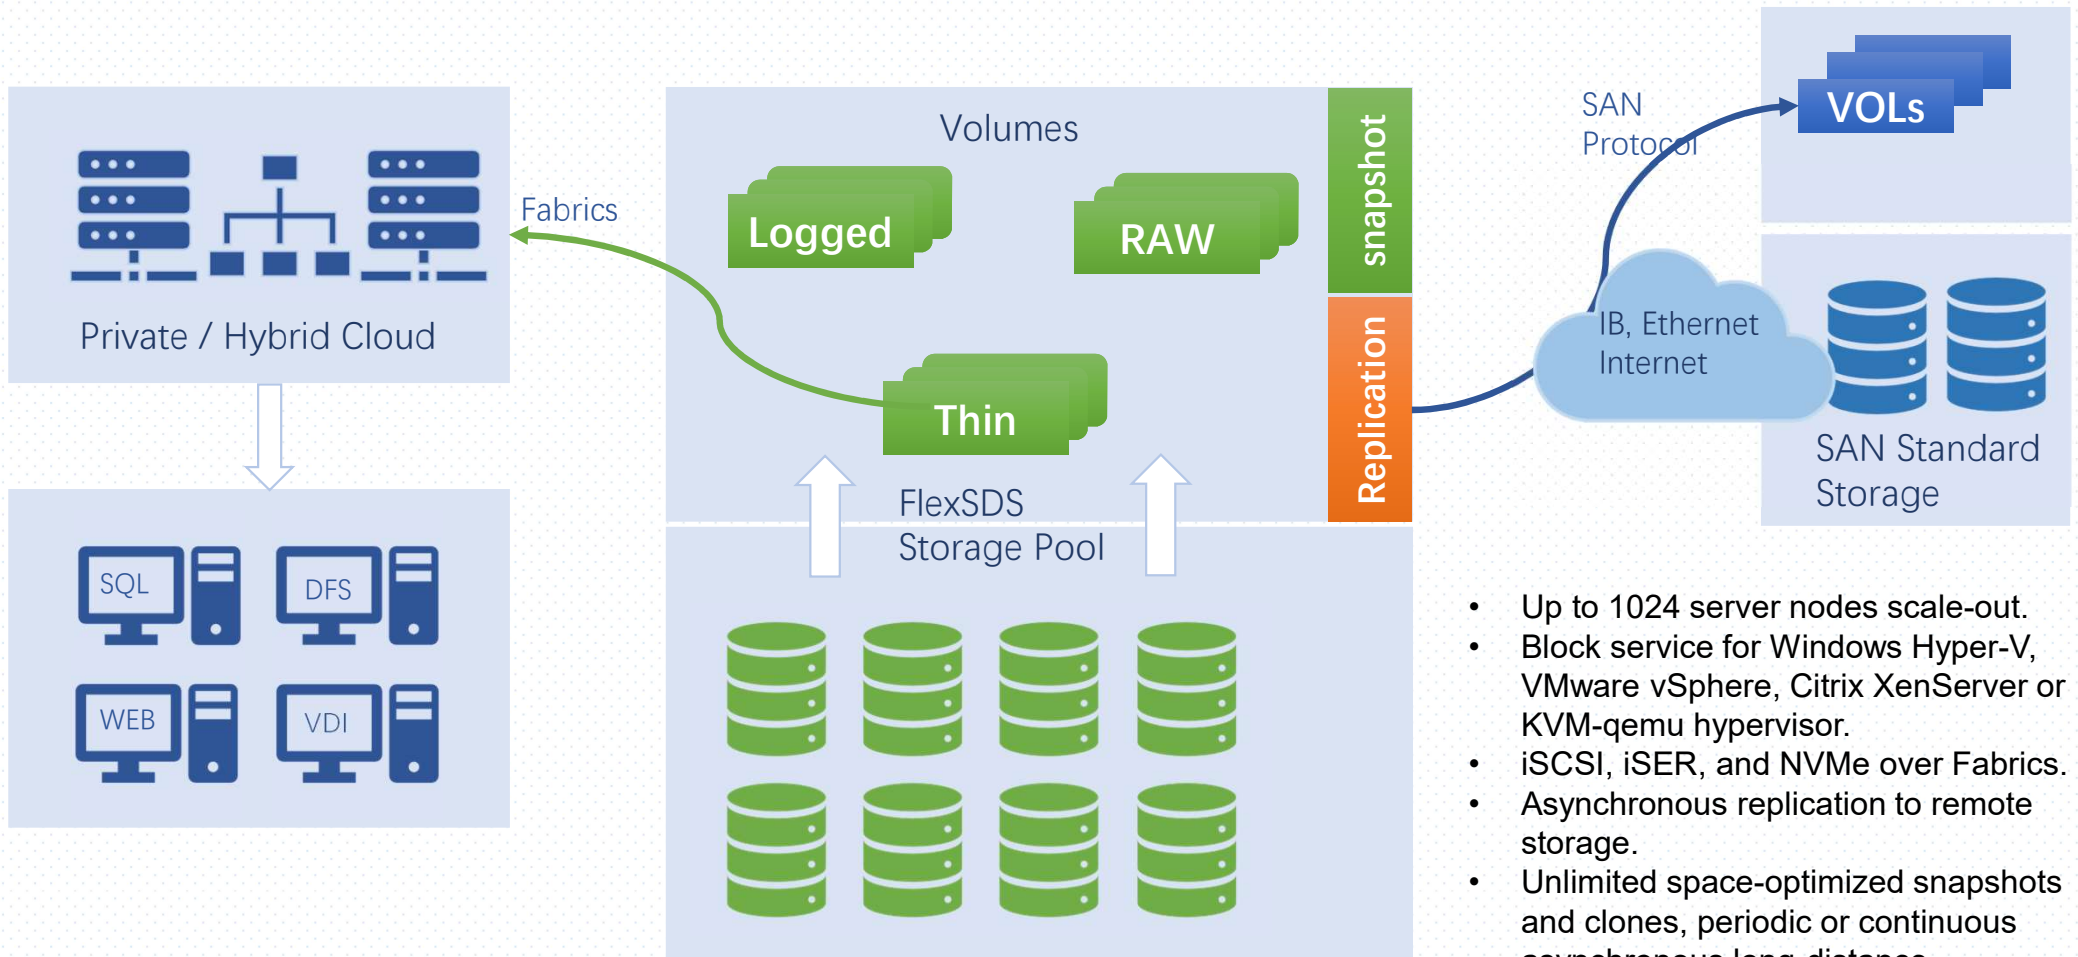 Private / Hybrid Cloud
SQL
DFS
WEB
VDI
Fabrics
Volumes
Logged
RAW
Thin
snapshot
Replication
FlexSDS
Storage Pool
SAN
Protocol
VOLs
IB, Ethernet
Internet
SAN Standard
Storage
• Up to 1024 server nodes scale-out.
• Block service for Windows Hyper-V,
VMware vSphere, Citrix XenServer or
KVM-qemu hypervisor.
• iSCSI, iSER, and NVMe over Fabrics.
• Asynchronous replication to remote
storage.
• Unlimited space-optimized snapshots
and clones, periodic or continuous
asynchronous long-distance